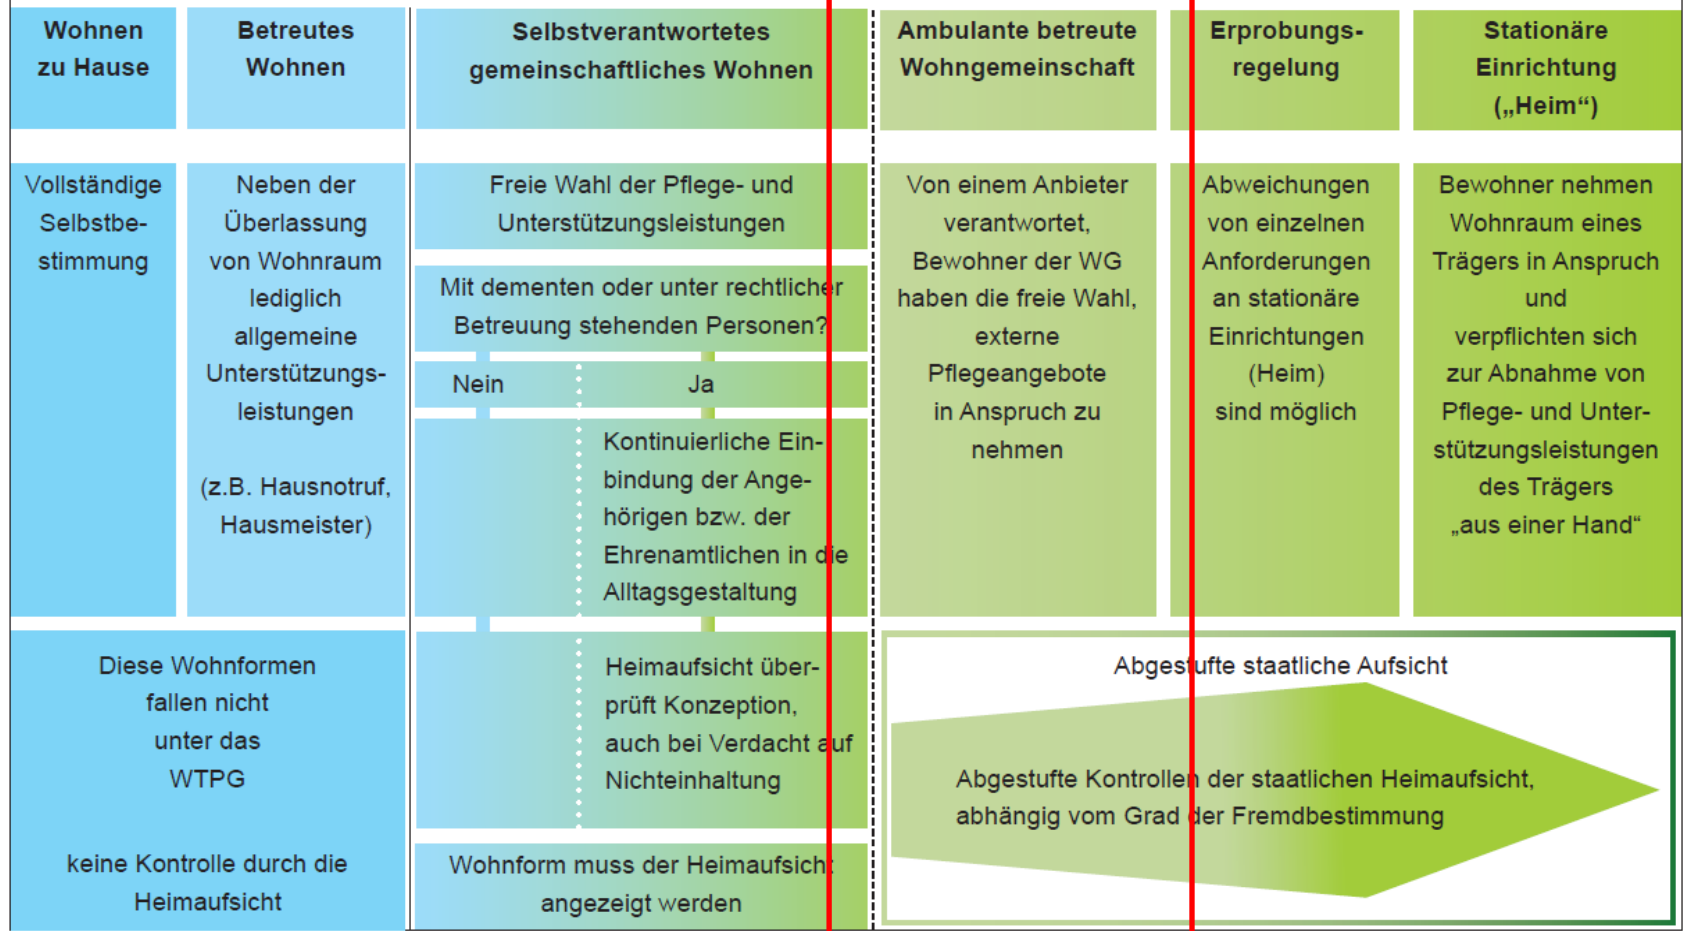 Wohnen
zu Hause
Betreutes
Wohnen
Selbstverantwortetes
gemeinschaftliches Wohnen
Ambulante betreute
Wohngemeinschaft
Erprobungs-
regelung
Stationäre
Einrichtung
(„Heim“)
Vollständige
Selbstbe-
stimmung
Neben der
Überlassung
von Wohnraum
lediglich
allgemeine
Unterstützungs-
leistungen
(z.B. Hausnotruf,
Hausmeister)
Freie Wahl der Pflege- und
Unterstützungsleistungen
Mit dementen oder unter rechtlicher
Betreuung stehenden Personen?
Nein
Ja
Kontinuierliche Ein-
bindung der Ange-
hörigen bzw. der
Ehrenamtlichen in die
Alltagsgestaltung
Heimaufsicht über-
prüft Konzeption,
auch bei Verdacht auf
Nichteinhaltung
Wohnform muss der Heimaufsicht
angezeigt werden
Von einem Anbieter
verantwortet,
Bewohner der WG
haben die freie Wahl,
externe
Pflegeangebote
in Anspruch zu
nehmen
Abweichungen
von einzelnen
Anforderungen
an stationäre
Einrichtungen
(Heim)
sind möglich
Bewohner nehmen
Wohnraum eines
Trägers in Anspruch
und
verpflichten sich
zur Abnahme von
Pflege- und Unter-
stützungsleistungen
des Trägers
„aus einer Hand“
Diese Wohnformen
fallen nicht
unter das
WTPG
keine Kontrolle durch die
Heimaufsicht
Abgestufte staatliche Aufsicht
Abgestufte Kontrollen der staatlichen Heimaufsicht,
abhängig vom Grad der Fremdbestimmung